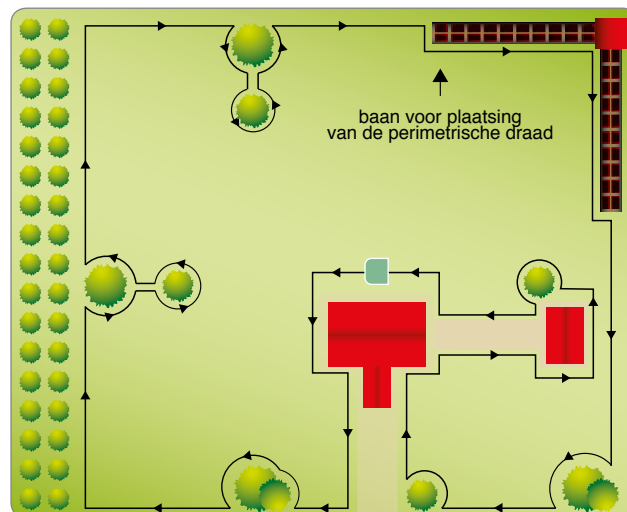 baan voor plaatsing
van de perimetrische draad